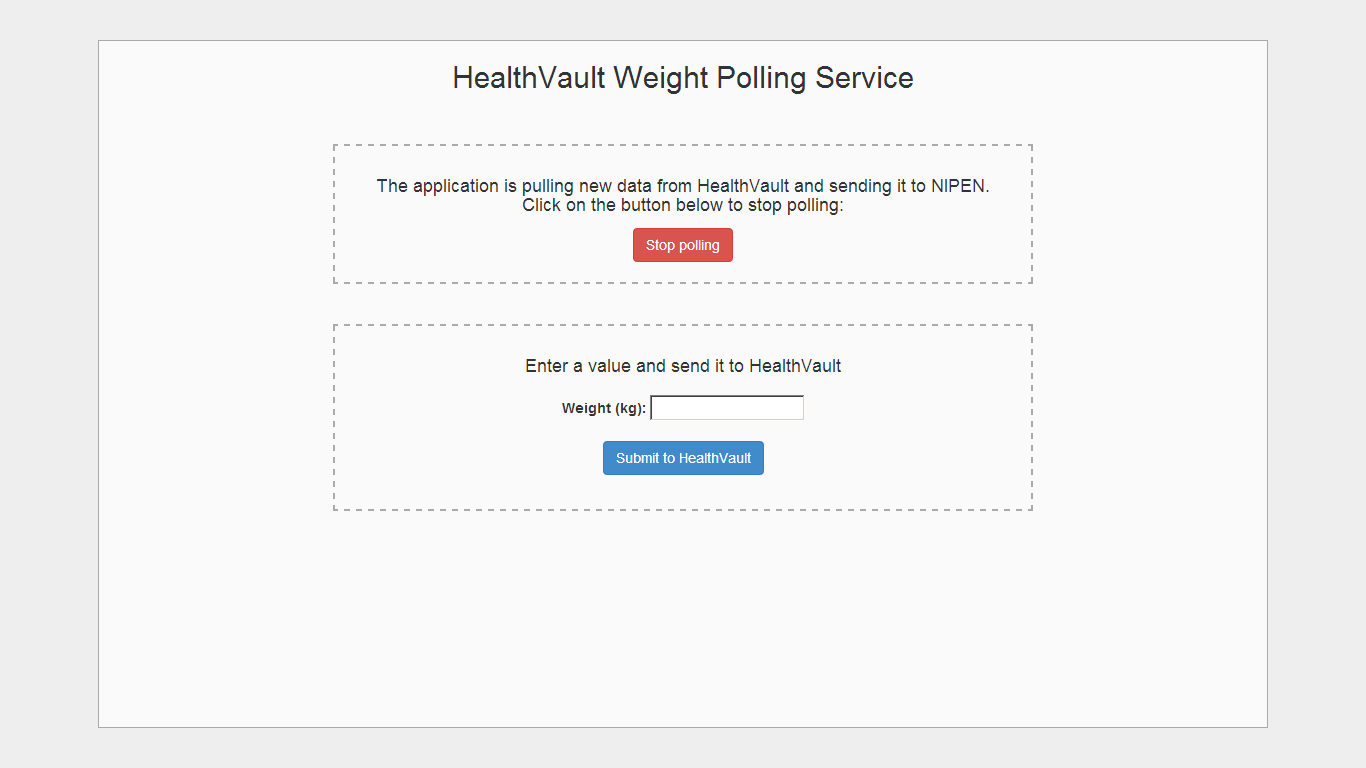 HealthVault Weight Polling Service
The application is pulling new data from HealthVault and sending it to NIPEN.
Click on the button below to stop polling:
Stop polling
Enter a value and send it to HealthVault
Weight (kg):
Submit to HealthVault